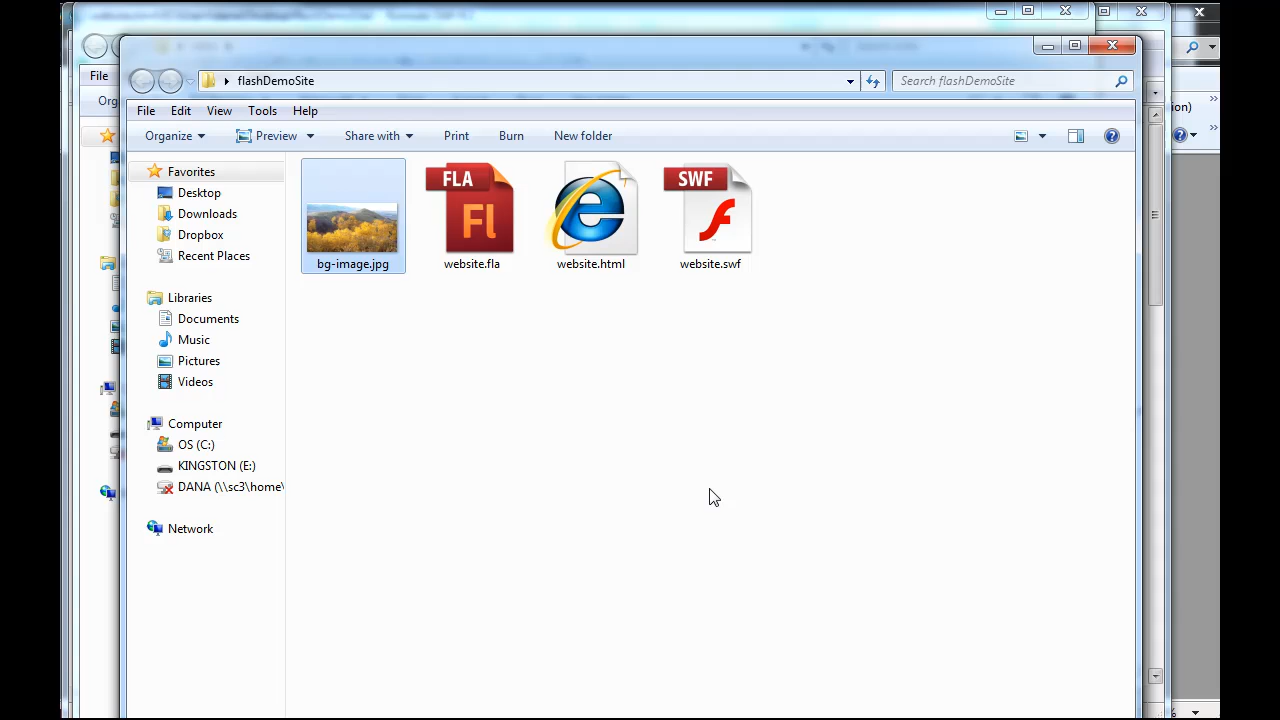 flashDemoSite
Search flashDemoSite
File
File Edit View Tools Help
Org
Organize Preview Share with Print Burn New folder
ion)
Favorites
Desktop
Downloads
Dropbox
Recent Places
Libraries
Documents
Music
Pictures
Videos
Computer
OS (C:)
KINGSTON (E:)
DANA (\\sc3\home\
Network
FLA
Fl
SWF
bg-image.jpg
website.fla
website.html
website.swf